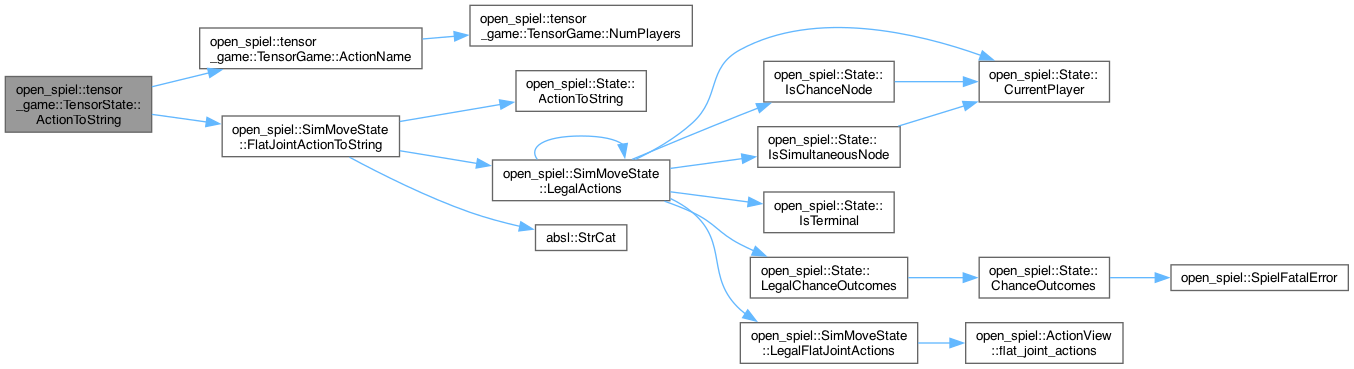 open_spiel::tensor
_game::TensorState::
ActionToString
open_spiel::tensor
_game::TensorGame::ActionName
open_spiel::tensor
_game::TensorGame::NumPlayers
open_spiel::SimMoveState
::FlatJointActionToString
open_spiel::State::
ActionToString
open_spiel::SimMoveState
::LegalActions
absl::StrCat
open_spiel::State::
IsChanceNode
open_spiel::State::
CurrentPlayer
open_spiel::State::
IsSimultaneousNode
open_spiel::State::
IsTerminal
open_spiel::State::
LegalChanceOutcomes
open_spiel::State::
ChanceOutcomes
open_spiel::SpielFatalError
open_spiel::SimMoveState
::LegalFlatJointActions
open_spiel::ActionView
::flat_joint_actions